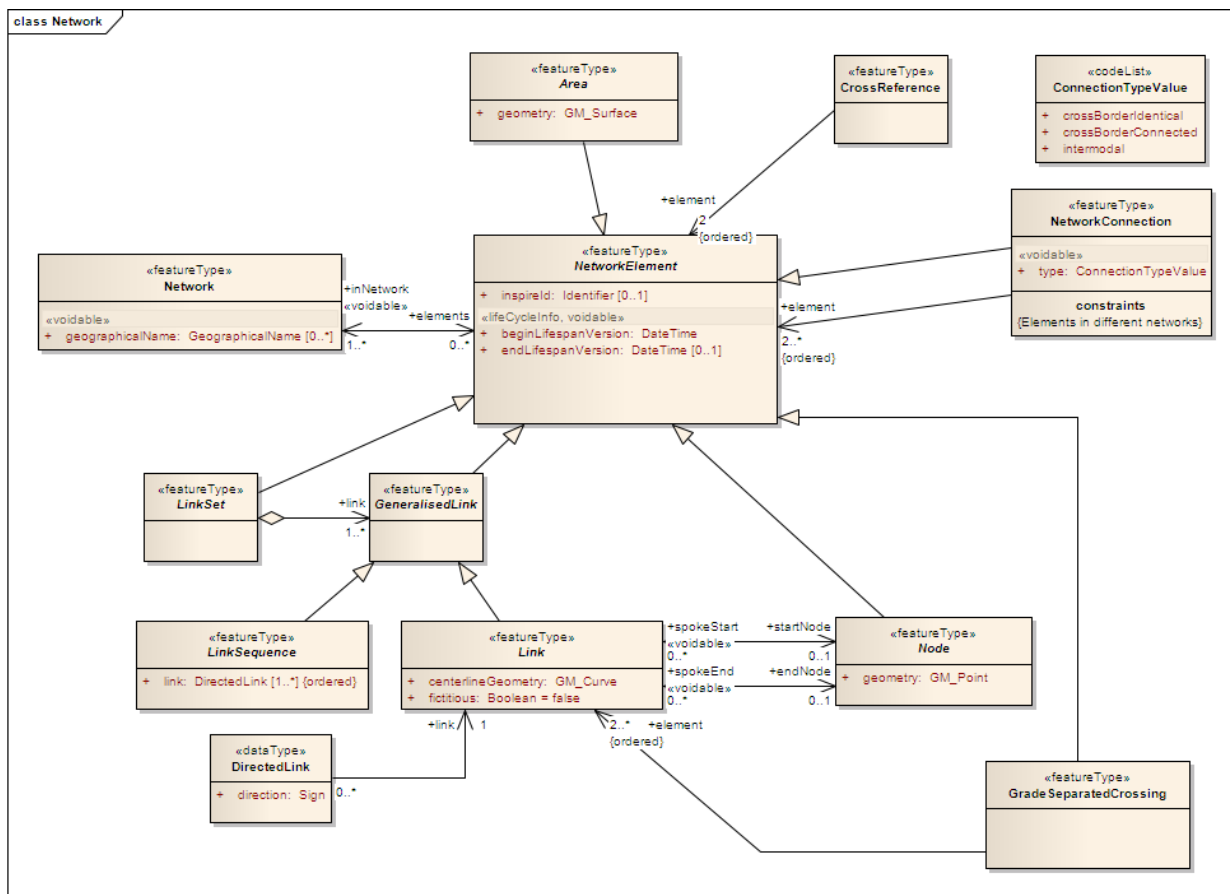 class Network
«featureType»
Area
+ geometry: GM_Surface
«featureType»
CrossReference
«codeList»
ConnectionTypeValue
+ crossBorderIdentical
+ crossBorderConnected
+ intermodal
+element
2
{ordered}
«featureType»
NetworkConnection
«voidable»
+ type: ConnectionTypeValue
constraints
{Elements in different networks}
«featureType»
NetworkElement
+ inspireId: Identifier [0..1]
«lifeCycleInfo, voidable»
+ beginLifespanVersion: DateTime
+ endLifespanVersion: DateTime [0..1]
«featureType»
Network
«voidable»
+ geographicalName: GeographicalName [0..*]
+inNetwork
«voidable»
+elements
1..*
0..*
+element
2..*
{ordered}
«featureType»
LinkSet
+link
1..*
«featureType»
GeneralisedLink
«featureType»
LinkSequence
+ link: DirectedLink [1..*] {ordered}
«featureType»
Link
+ centerlineGeometry: GM_Curve
+ fictitious: Boolean = false
+spokeStart
«voidable»
0..*
+startNode
0..1
+spokeEnd
«voidable»
0..*
+endNode
0..1
«featureType»
Node
+ geometry: GM_Point
+link
1
2..*
+element
{ordered}
«dataType»
DirectedLink
+ direction: Sign
0..*
«featureType»
GradeSeparatedCrossing